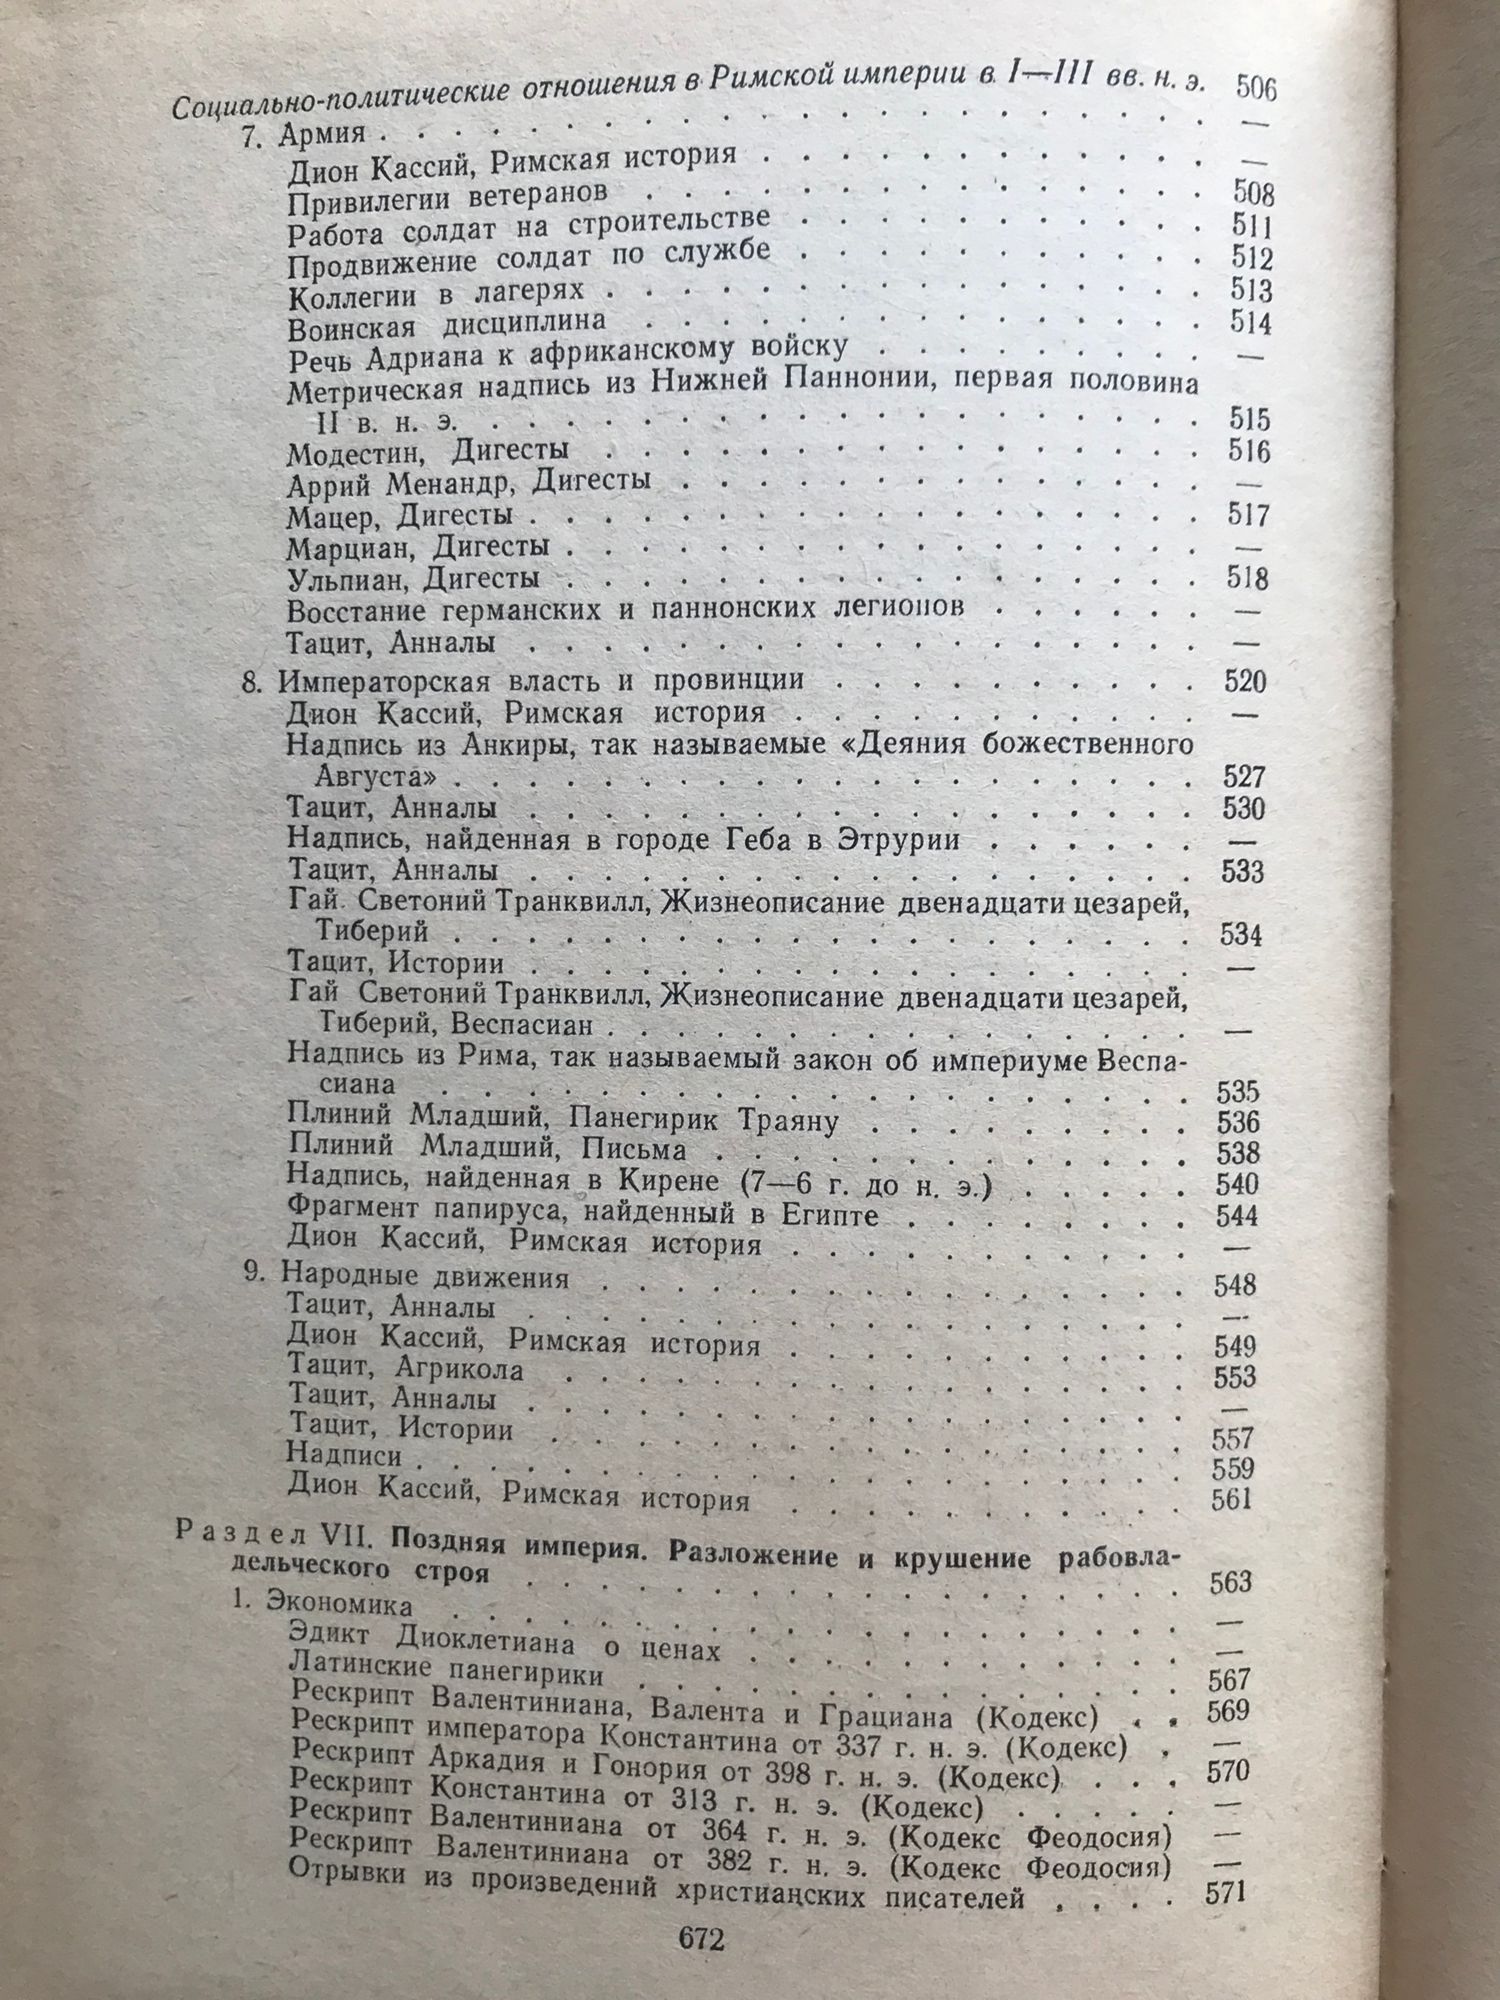 Социально-политические отношения в Римской империи в I—III вв. н. э. 506
7. Армия . . . . . . . . . . . . . . . . . . —
Дион Кассий, Римская история . . . . . . . . . . . . —
Привилегии ветеранов . . . . . . . . . . . . . . . 508
Работа солдат на строительстве . . . . . . . . . . . 511
Продвижение солдат по службе . . . . . . . . . . . 512
Коллегии в лагерях . . . . . . . . . . . . . . . . 513
Воинская дисциплина . . . . . . . . . . . . . . . 514
Речь Адриана к африканскому войску . . . . . . . . . —
Метрическая надпись из Нижней Паннонии, первая половина
II в. н. э. . . . . . . . . . . . . . . . . . . . 515
Модестин, Дигесты . . . . . . . . . . . . . . . . 516
Аррий Менандр, Дигесты . . . . . . . . . . . . . . —
Мацер, Дигесты . . . . . . . . . . . . . . . . . . 517
Марциан, Дигесты . . . . . . . . . . . . . . . . . —
Ульпиан, Дигесты . . . . . . . . . . . . . . . . . 518
Восстание германских и паннонских легионов . . . . . . —
Тацит, Анналы . . . . . . . . . . . . . . . . . . —
8. Императорская власть и провинции . . . . . . . . . . 520
Дион Кассий, Римская история . . . . . . . . . . . —
Надпись из Анкиры, так называемые «Деяния божественного
Августа» . . . . . . . . . . . . . . . . . . . . 527
Тацит, Анналы . . . . . . . . . . . . . . . . . . 530
Надпись, найденная в городе Геба в Этрурии . . . . . . —
Тацит, Анналы . . . . . . . . . . . . . . . . . . 533
Гай Светоний Транквилл, Жизнеописание двенадцати цезарей,
Тиберий . . . . . . . . . . . . . . . . . . . . 534
Тацит, Истории . . . . . . . . . . . . . . . . . . —
Гай Светоний Транквилл, Жизнеописание двенадцати цезарей,
Тиберий, Веспасиан . . . . . . . . . . . . . . . . —
Надпись из Рима, так называемый закон об империуме Веспа-
сиана . . . . . . . . . . . . . . . . . . . . 535
Плиний Младший, Панегирик Траяну . . . . . . . . . 536
Плиний Младший, Письма . . . . . . . . . . . . . 538
Надпись, найденная в Кирене (7—6 г. до н. э.) . . . . . 540
Фрагмент папируса, найденный в Египте . . . . . . . . 544
Дион Кассий, Римская история . . . . . . . . . . . —
9. Народные движения . . . . . . . . . . . . . . . . 548
Тацит, Анналы . . . . . . . . . . . . . . . . . . —
Дион Кассий, Римская история . . . . . . . . . . . 549
Тацит, Агрикола . . . . . . . . . . . . . . . . . 553
Тацит, Анналы . . . . . . . . . . . . . . . . . . —
Тацит, Истории . . . . . . . . . . . . . . . . . 557
Надписи . . . . . . . . . . . . . . . . . . . . . 559
Дион Кассий, Римская история . . . . . . . . . . . 561
Раздел VII. Поздняя империя. Разложение и крушение рабовла-
дельческого строя . . . . . . . . . . . . . . . . . . 563
1. Экономика . . . . . . . . . . . . . . . . . . . —
Эдикт Диоклетиана о ценах . . . . . . . . . . . . —
Латинские панегирики . . . . . . . . . . . . . . . 567
Рескрипт Валентиниана, Валента и Грациана (Кодекс) . . 569
Рескрипт императора Константина от 337 г. н. э. (Кодекс) . —
Рескрипт Аркадия и Гонория от 398 г. н. э. (Кодекс) . . . 570
Рескрипт Константина от 313 г. н. э. (Кодекс) . . . . . —
Рескрипт Валентиниана от 364 г. н. э. (Кодекс Феодосия) —
Рескрипт Валентиниана от 382 г. н. э. (Кодекс Феодосия) —
Отрывки из произведений христианских писателей . . . . 571
672